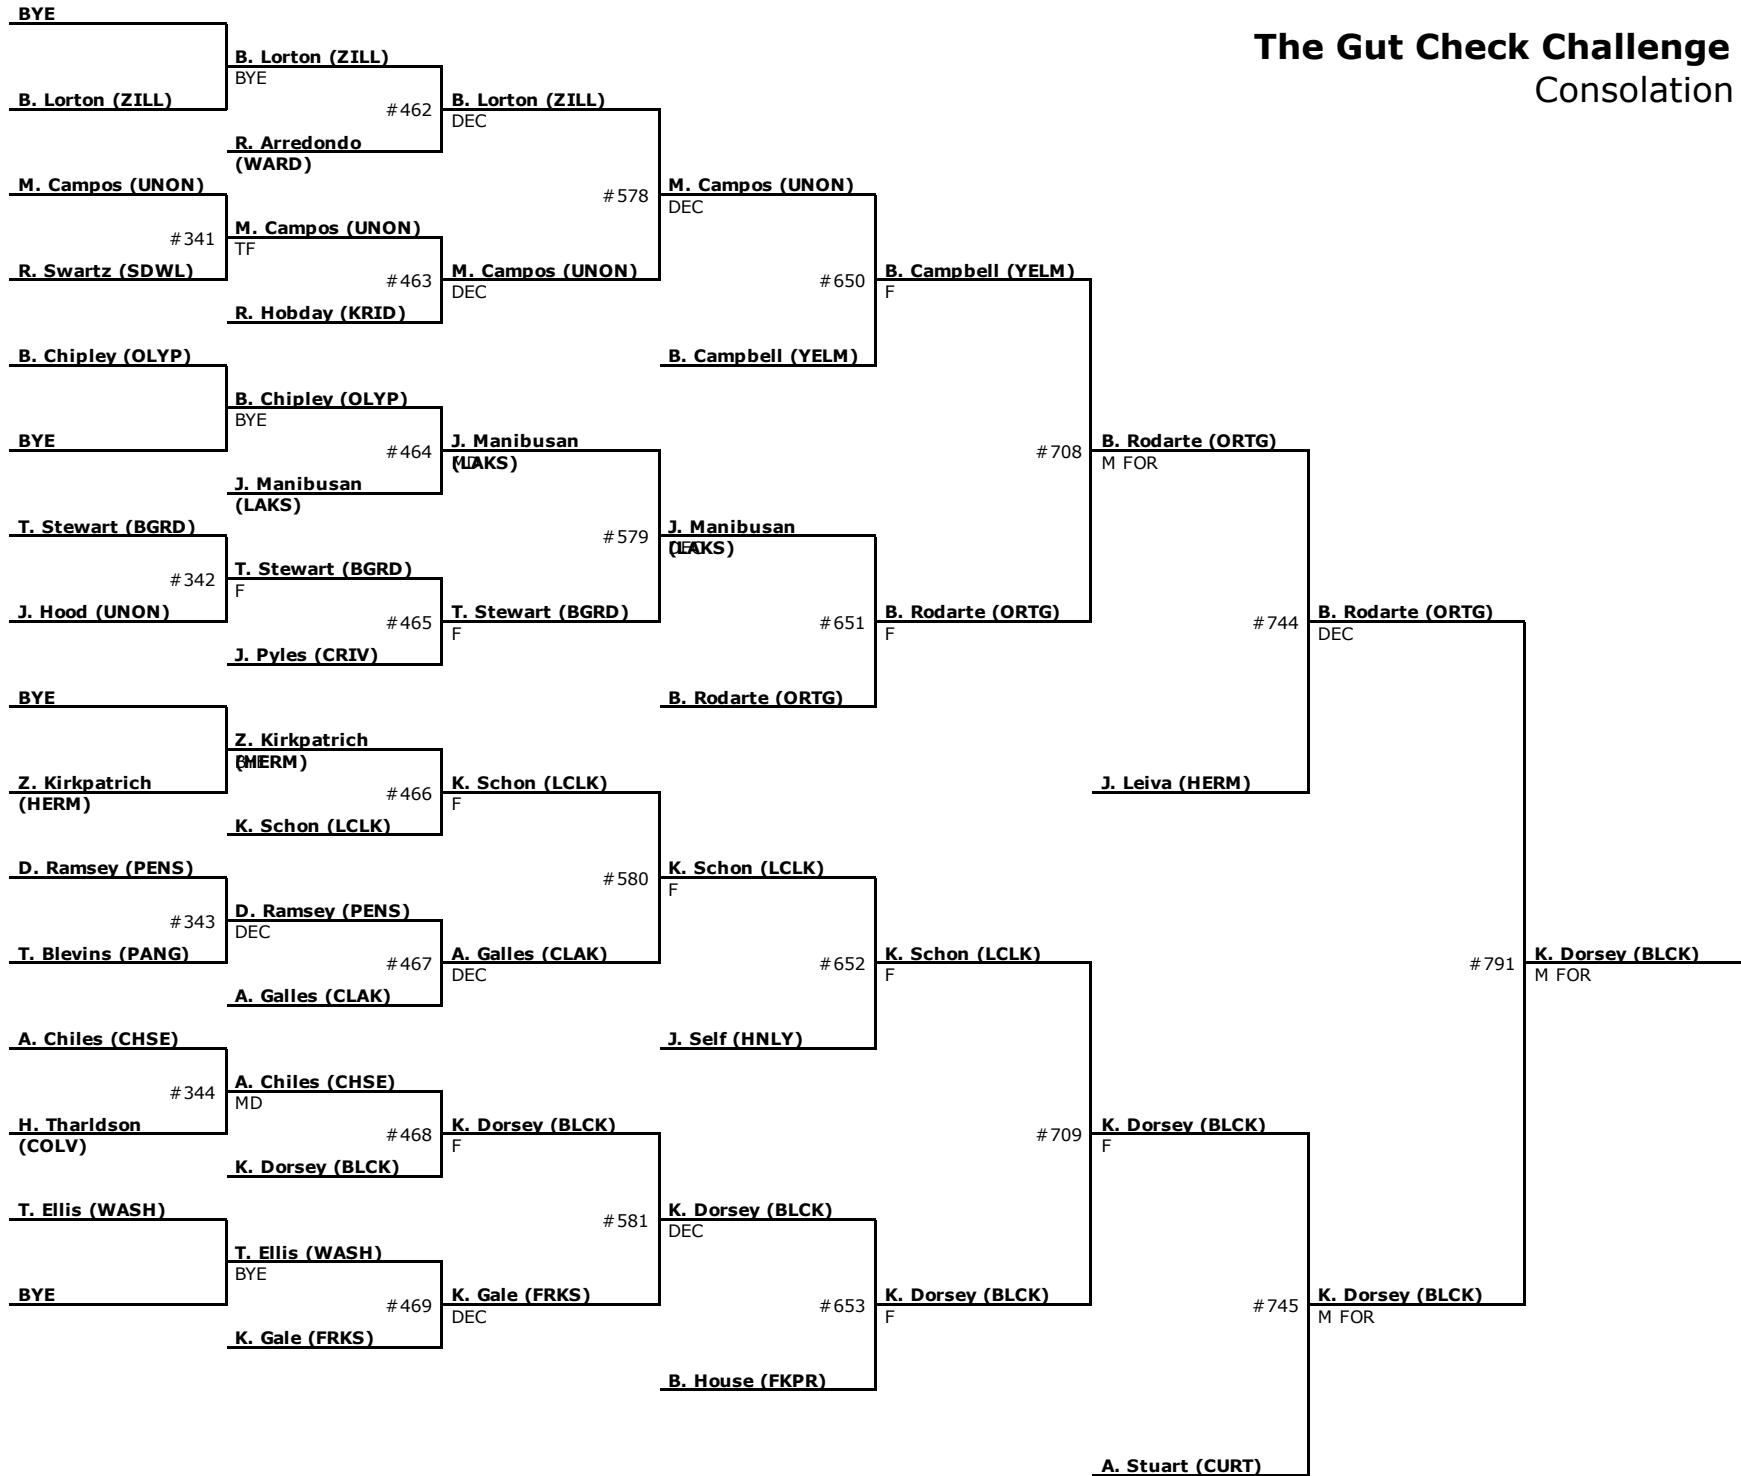 The Gut Check Challenge
Consolation
BYE
B. Lorton (ZILL)
M. Campos (UNON)
#341
R. Swartz (SDWL)
B. Chipley (OLYP)
BYE
T. Stewart (BGRD)
#342
J. Hood (UNON)
BYE
Z. Kirkpatrich
(HERM)
D. Ramsey (PENS)
#343
T. Blevins (PANG)
A. Chiles (CHSE)
#344
H. Tharldson
(COLV)
T. Ellis (WASH)
BYE
B. Lorton (ZILL)
BYE
#462
R. Arredondo
(WARD)
M. Campos (UNON)
TF
#463
R. Hobday (KRID)
B. Chipley (OLYP)
BYE
#464
J. Manibusan
(LAKS)
T. Stewart (BGRD)
F
#465
J. Pyles (CRIV)
Z. Kirkpatrich
(HERM)
BYE
#466
K. Schon (LCLK)
D. Ramsey (PENS)
DEC
#467
A. Galles (CLAK)
A. Chiles (CHSE)
MD
#468
K. Dorsey (BLCK)
T. Ellis (WASH)
BYE
#469
K. Gale (FRKS)
B. Lorton (ZILL)
DEC
#578
M. Campos (UNON)
DEC
J. Manibusan
(LAKS)
MD
#579
T. Stewart (BGRD)
F
K. Schon (LCLK)
F
#580
A. Galles (CLAK)
DEC
K. Dorsey (BLCK)
F
#581
K. Gale (FRKS)
DEC
M. Campos (UNON)
DEC
#650
B. Campbell (YELM)
J. Manibusan
(LAKS)
DEC
#651
B. Rodarte (ORTG)
K. Schon (LCLK)
F
#652
J. Self (HNLY)
K. Dorsey (BLCK)
DEC
#653
B. House (FKPR)
B. Campbell (YELM)
F
#708
B. Rodarte (ORTG)
F
K. Schon (LCLK)
F
#709
K. Dorsey (BLCK)
F
B. Rodarte (ORTG)
M FOR
#744
J. Leiva (HERM)
K. Dorsey (BLCK)
F
#745
A. Stuart (CURT)
B. Rodarte (ORTG)
DEC
#791
K. Dorsey (BLCK)
M FOR
K. Dorsey (BLCK)
M FOR